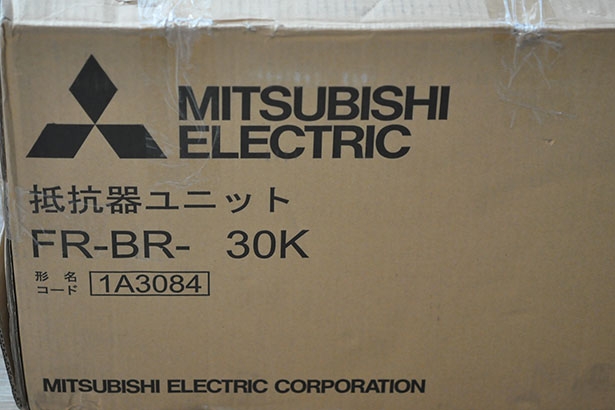 MITSUBISHI
ELECTRIC
抵抗器ユニット
FR-BR- 30K
形名
コード 1A3084
MITSUBISHI ELECTRIC CORPORATION